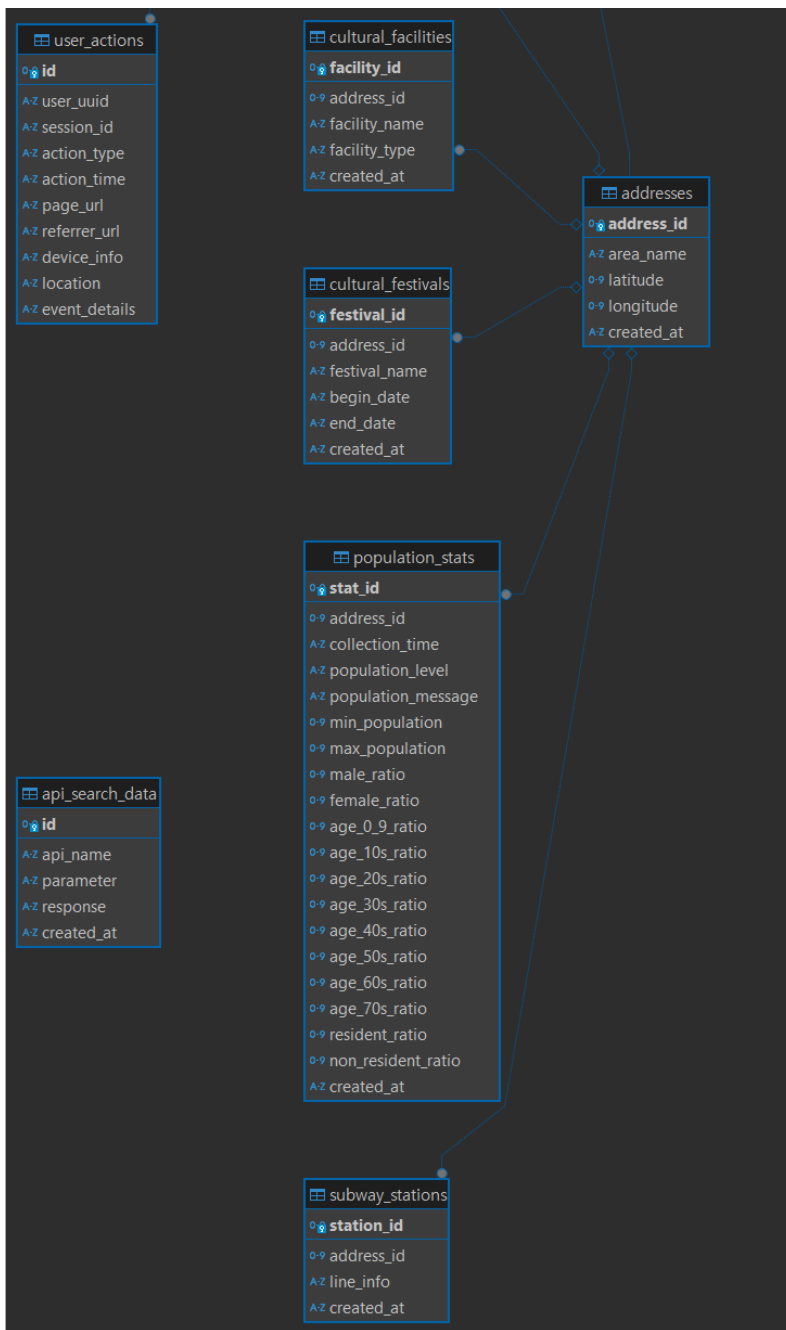 user_actions
id
user_uuid
session_id
action_type
action_time
page_url
referrer_url
device_info
location
event_details
cultural_facilities
facility_id
address_id
facility_name
facility_type
created_at
addresses
address_id
area_name
latitude
longitude
created_at
cultural_festivals
festival_id
address_id
festival_name
begin_date
end_date
created_at
population_stats
stat_id
address_id
collection_time
population_level
population_message
min_population
max_population
male_ratio
female_ratio
age_0_9_ratio
age_10s_ratio
age_20s_ratio
age_30s_ratio
age_40s_ratio
age_50s_ratio
age_60s_ratio
age_70s_ratio
resident_ratio
non_resident_ratio
created_at
api_search_data
id
api_name
parameter
response
created_at
subway_stations
station_id
address_id
line_info
created_at